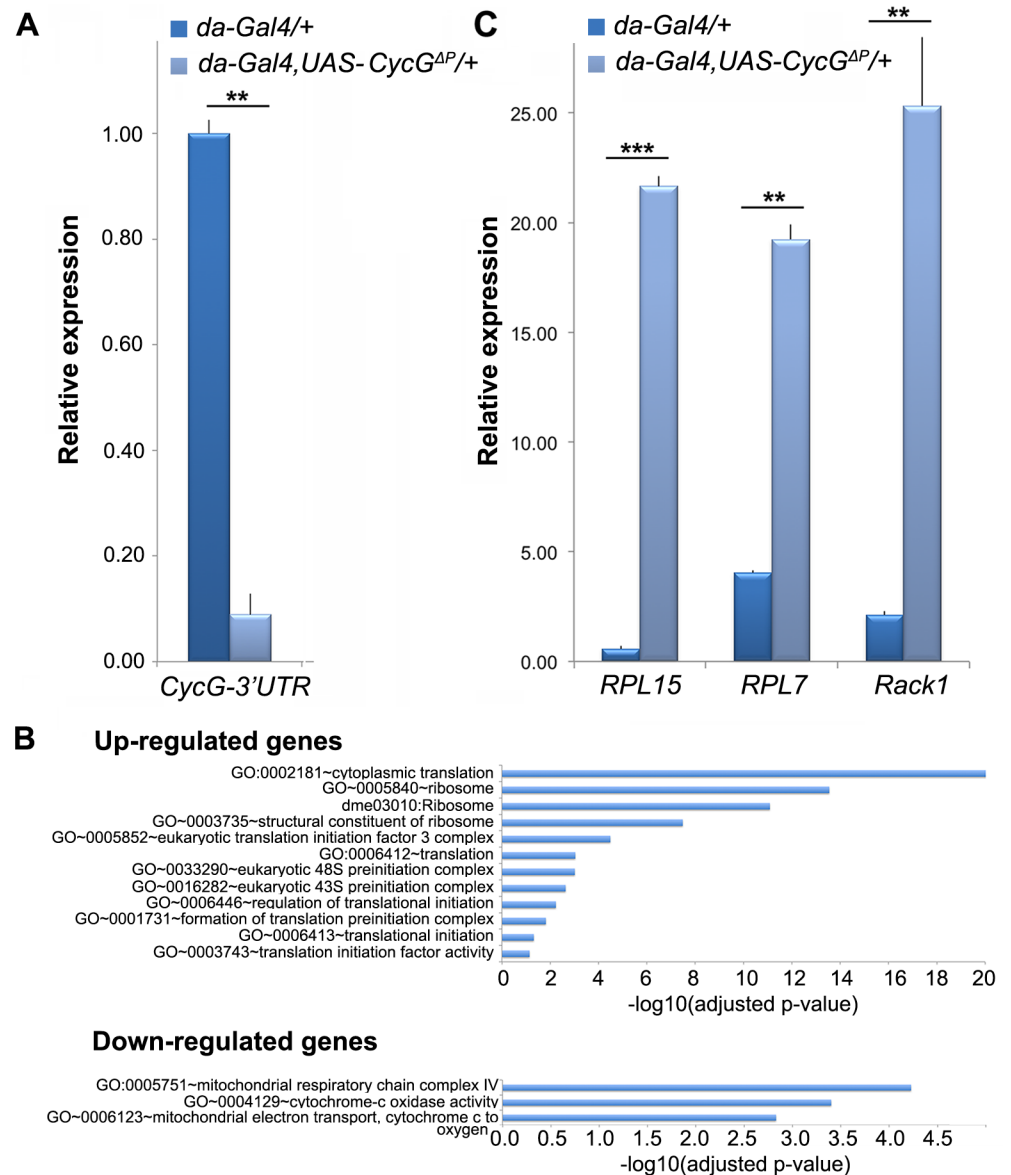 A
da-Gal4/+
da-Gal4,UAS-CycGΔP/+
**
Relative expression
1.00
0.80
0.60
0.40
0.20
0.00
CycG-3’UTR
C
da-Gal4/+
da-Gal4,UAS-CycGΔP/+
**
***
**
Relative expression
25.00
20.00
15.00
10.00
5.00
0.00
RPL15 RPL7 Rack1
B
Up-regulated genes
GO:0002181~cytoplasmic translation
GO~0005840~ribosome
dme03010:Ribosome
GO~0003735~structural constituent of ribosome
GO~0005852~eukaryotic translation initiation factor 3 complex
GO:0006412~translation
GO~0033290~eukaryotic 48S preinitiation complex
GO~0016282~eukaryotic 43S preinitiation complex
GO~0006446~regulation of translational initiation
GO~0001731~formation of translation preinitiation complex
GO~0006413~translational initiation
GO~0003743~translation initiation factor activity
0 2 4 6 8 10 12 14 16 18 20
-log10(adjusted p-value)
Down-regulated genes
GO:0005751~mitochondrial respiratory chain complex IV
GO~0004129~cytochrome-c oxidase activity
GO~0006123~mitochondrial electron transport, cytochrome c to
oxygen
0.0 0.5 1.0 1.5 2.0 2.5 3.0 3.5 4.0 4.5
-log10(adjusted p-value)